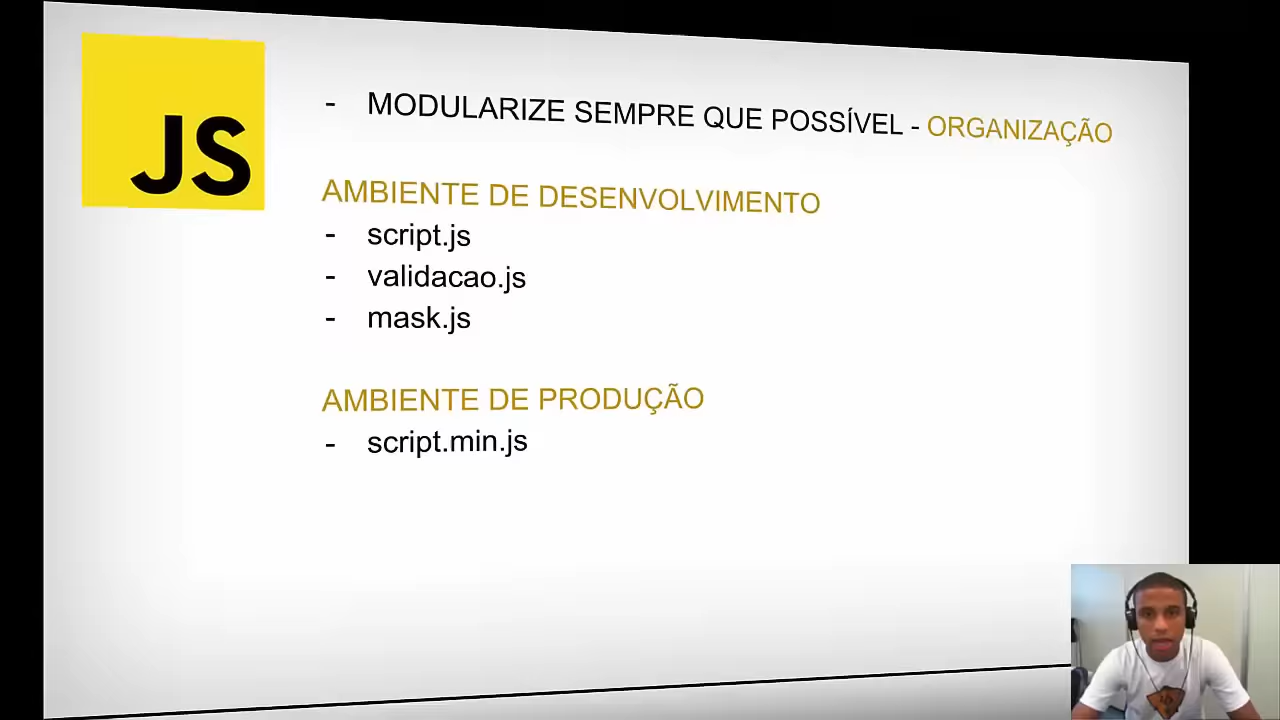 JS
- MODULARIZE SEMPRE QUE POSSÍVEL - ORGANIZAÇÃO
AMBIENTE DE DESENVOLVIMENTO
- script.js
- validacao.js
- mask.js
AMBIENTE DE PRODUÇÃO
- script.min.js